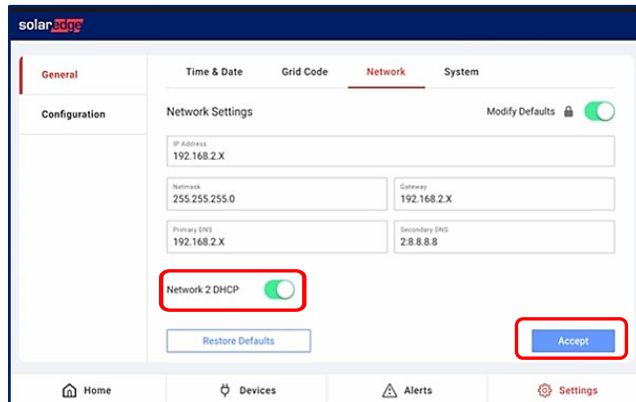 solaredge
General
Configuration
Time & Date Grid Code Network System
Network Settings
Modify Defaults
IP Address
192.168.2.X
Netmask
255.255.255.0
Gateway
192.168.2.X
Primary DNS
192.168.2.X
Secondary DNS
2:8.8.8.8
Network 2 DHCP
Restore Defaults
Accept
Home Devices Alerts Settings